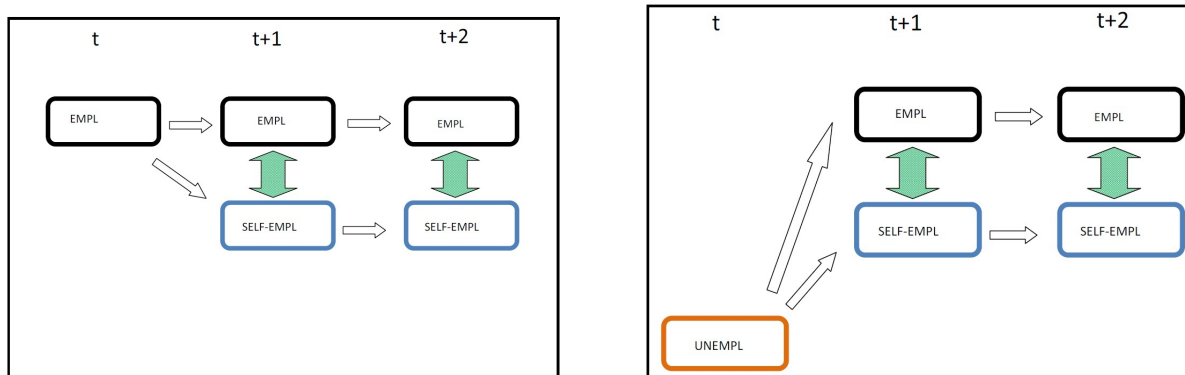 t t+1 t+2
EMPL EMPL EMPL
SELF-EMPL SELF-EMPL
t t+1 t+2
EMPL EMPL
SELF-EMPL SELF-EMPL
UNEMPL